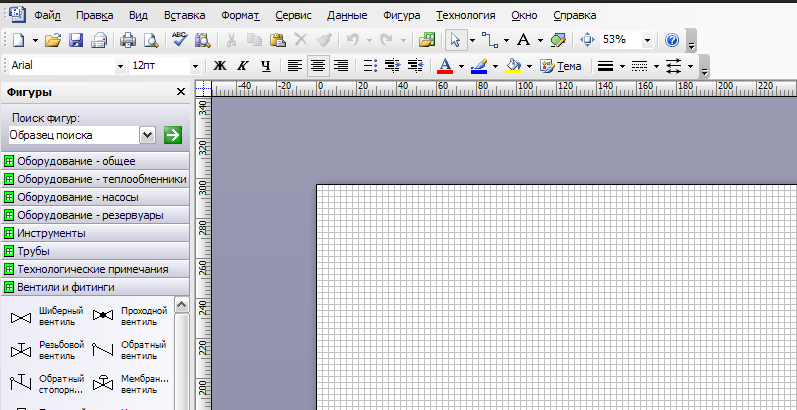 Файл Правка Вид Вставка Формат Сервис Данные Фигура Технология Окно Справка
ABC 53%
Arial 12пт Ж К Ч A Тема
Фигуры
-40 -20 0 20 40 60 80 100 120 140 160 180 200 220
Поиск фигур:
Образец поиска
Оборудование - общее
Оборудование - теплообменники
Оборудование - насосы
Оборудование - резервуары
Инструменты
Трубы
Технологические примечания
Вентили и фитинги
Шиберный вентиль
Проходной вентиль
Резьбовой вентиль
Обратный вентиль
Обратный стопорн...
Мембран... вентиль
340
320
300
280
260
240
220
200